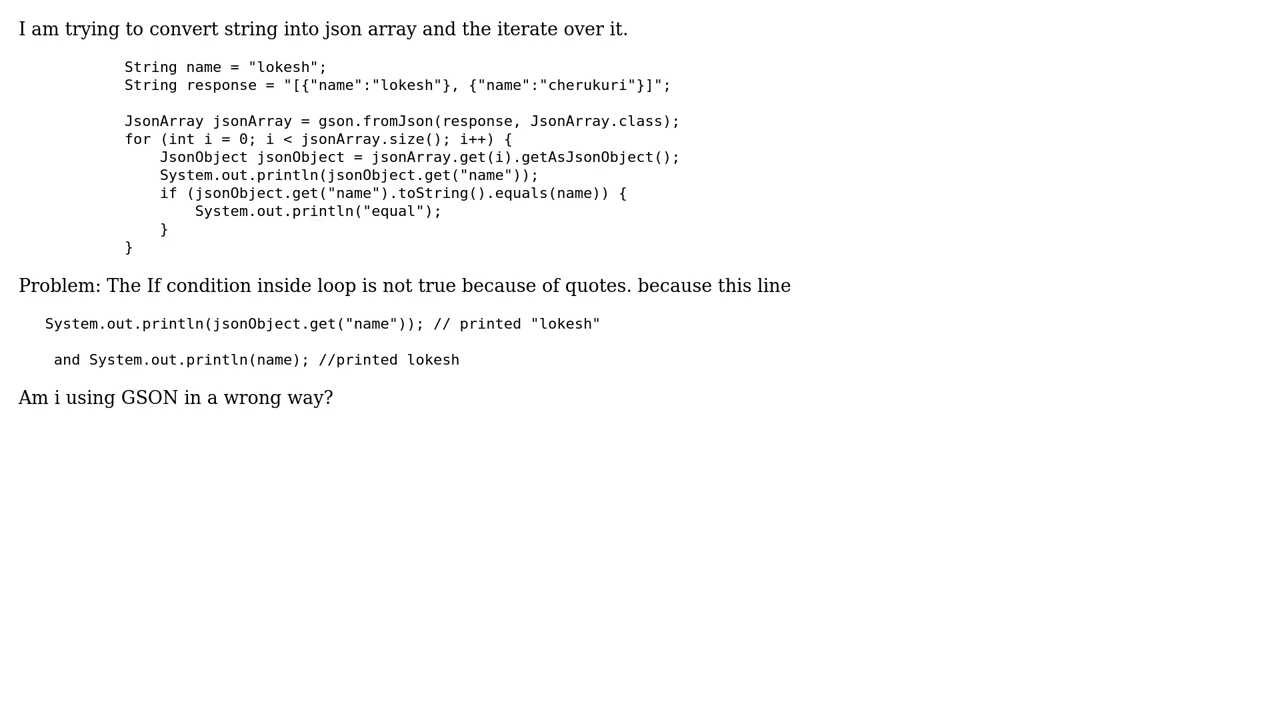 I am trying to convert string into json array and the iterate over it.
String name = "lokesh";
String response = "[{"name":"lokesh"}, {"name":"cherukuri"}]";
JsonArray jsonArray = gson.fromJson(response, JsonArray.class);
for (int i = 0; i < jsonArray.size(); i++) {
JsonObject jsonObject = jsonArray.get(i).getAsJsonObject();
System.out.println(jsonObject.get("name"));
if (jsonObject.get("name").toString().equals(name)) {
System.out.println("equal");
}
}
Problem: The If condition inside loop is not true because of quotes. because this line
System.out.println(jsonObject.get("name")); // printed "lokesh"
and System.out.println(name); //printed lokesh
Am i using GSON in a wrong way?